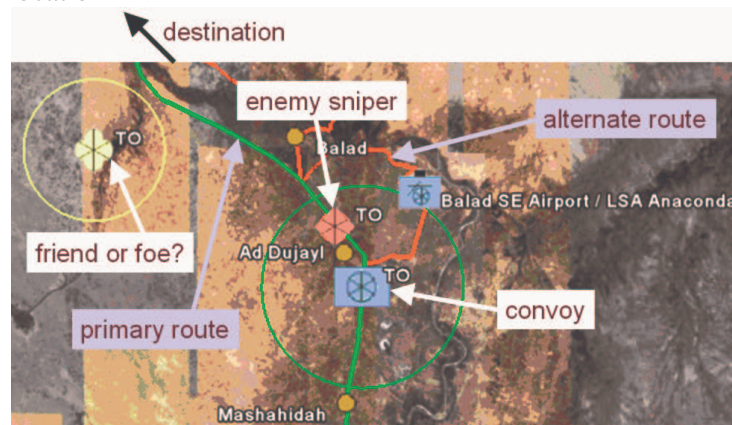 destination
enemy sniper
TO
alternate route
Balad
Balad SE Airport / LSA Anaconda
TO
friend or foe?
Ad Dujayl
TO
convoy
primary route
Mashahidah